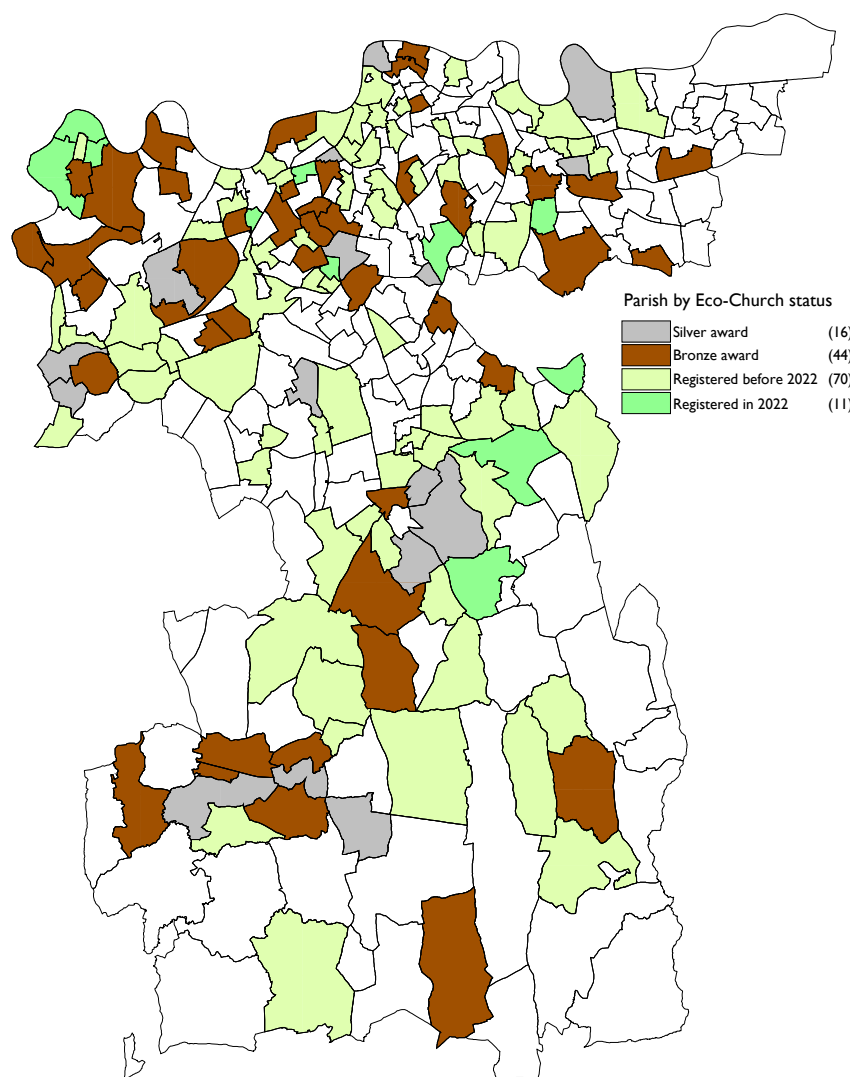 Parish by Eco-Church status
Silver award (16)
Bronze award (44)
Registered before 2022 (70)
Registered in 2022 (11)